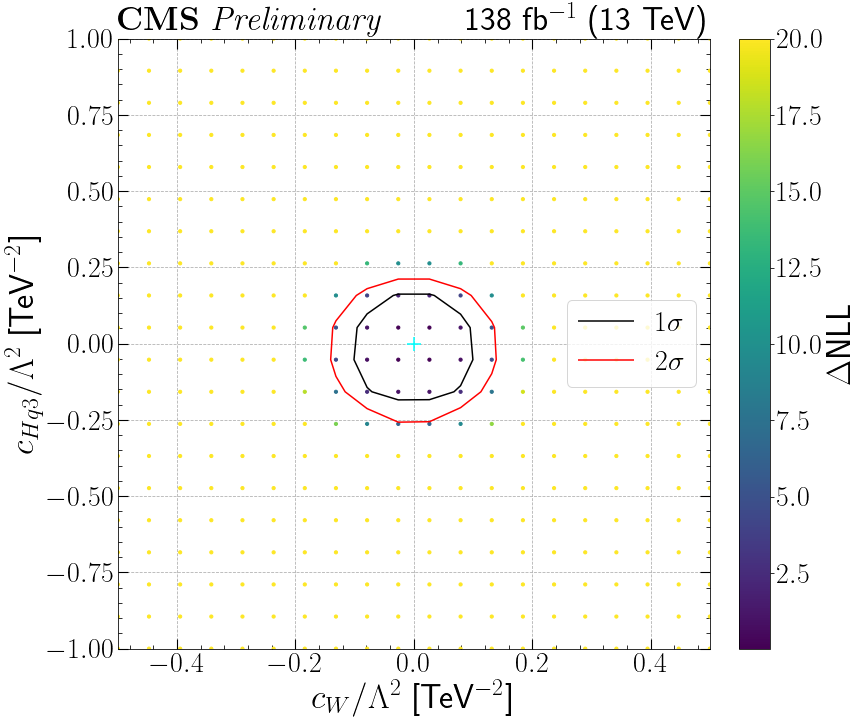 CMS Preliminary 138 fb⁻¹ (13 TeV)
1.00
0.75
0.50
0.25
0.00
−0.25
−0.50
−0.75
−1.00
c_{Hq3}/Λ² [TeV⁻²]
−0.4 −0.2 0.0 0.2 0.4
c_W/Λ² [TeV⁻²]
1σ
2σ
20.0
17.5
15.0
12.5
10.0
7.5
5.0
2.5
ΔNLL